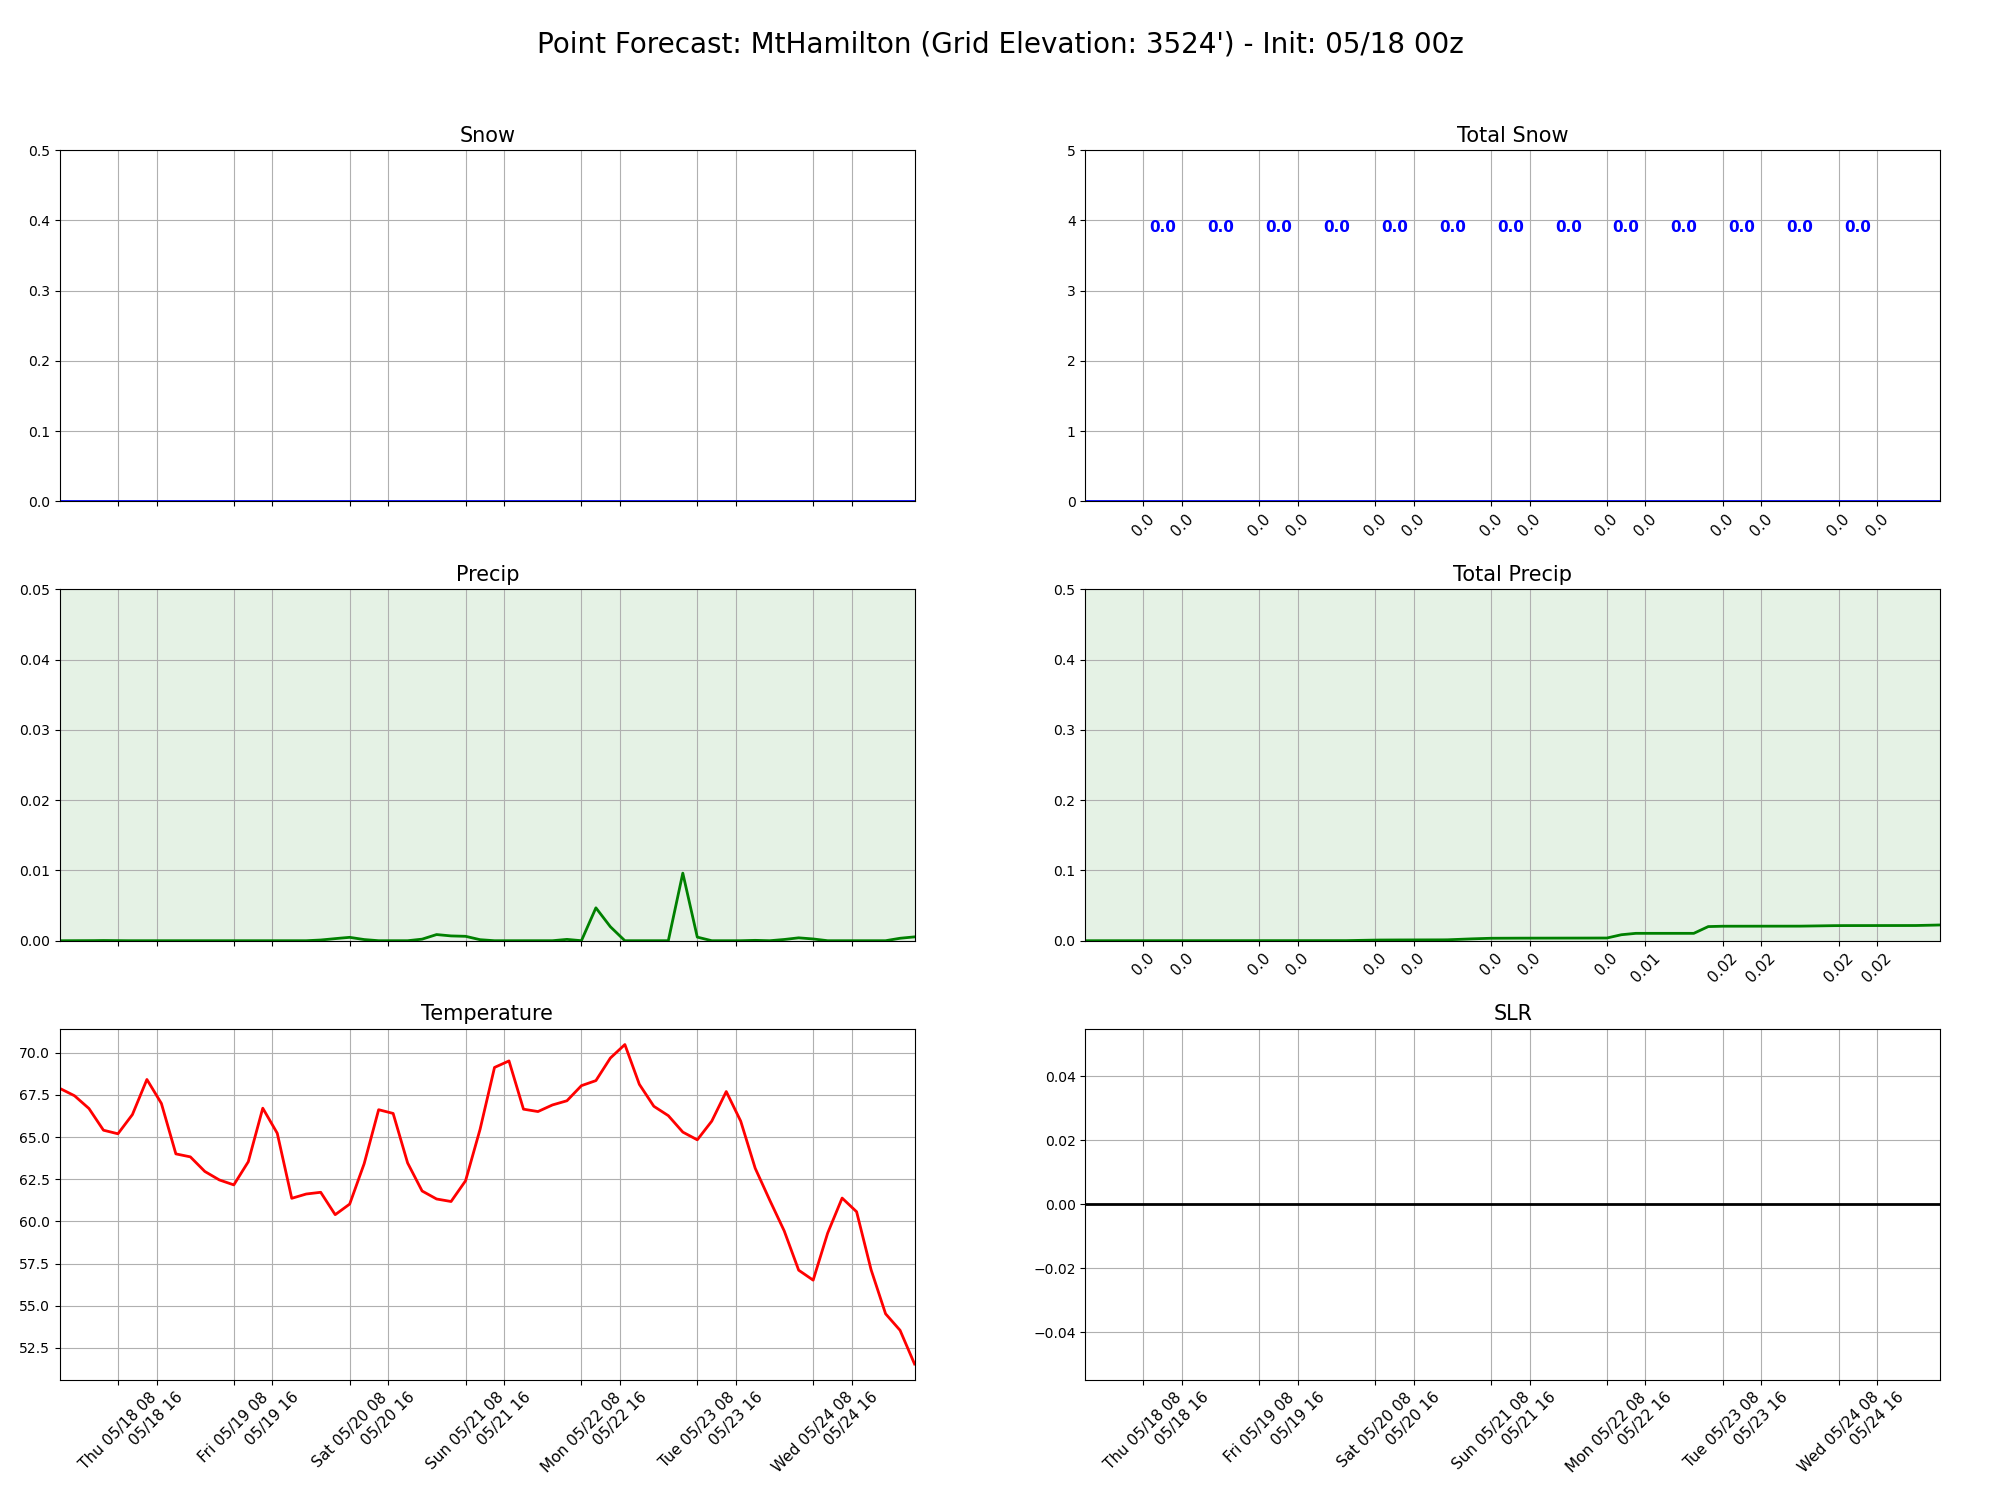 Point Forecast: MtHamilton (Grid Elevation: 3524') - Init: 05/18 00z
Snow
0.5
0.4
0.3
0.2
0.1
0.0
Total Snow
5
4
3
2
1
0
0.0 0.0 0.0 0.0 0.0 0.0 0.0 0.0 0.0 0.0 0.0 0.0 0.0
0.0 0.0 0.0 0.0 0.0 0.0 0.0 0.0 0.0 0.0 0.0 0.0 0.0 0.0
Precip
0.05
0.04
0.03
0.02
0.01
0.00
Total Precip
0.5
0.4
0.3
0.2
0.1
0.0
0.0 0.0 0.0 0.0 0.0 0.0 0.0 0.0 0.0 0.01 0.02 0.02 0.02 0.02
Temperature
70.0
67.5
65.0
62.5
60.0
57.5
55.0
52.5
Thu 05/18 08
05/18 16
Fri 05/19 08
05/19 16
Sat 05/20 08
05/20 16
Sun 05/21 08
05/21 16
Mon 05/22 08
05/22 16
Tue 05/23 08
05/23 16
Wed 05/24 08
05/24 16
SLR
0.04
0.02
0.00
−0.02
−0.04
Thu 05/18 08
05/18 16
Fri 05/19 08
05/19 16
Sat 05/20 08
05/20 16
Sun 05/21 08
05/21 16
Mon 05/22 08
05/22 16
Tue 05/23 08
05/23 16
Wed 05/24 08
05/24 16